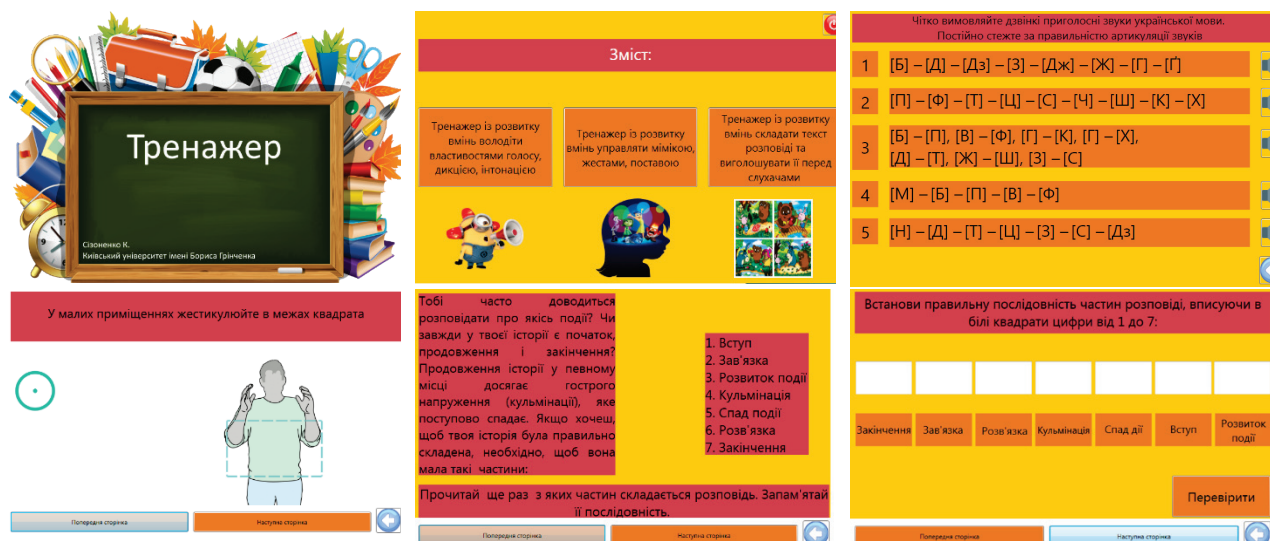 Тренажер
Сізоненко К.
Київський університет імені Бориса Грінченка
Зміст:
Тренажер із розвитку
вмінь володіти
властивостями голосу,
дикцією, інтонацією
Тренажер із розвитку
вмінь управляти мімікою,
жестами, поставою
Тренажер із розвитку
вмінь складати текст
розповіді та
виголошувати її перед
слухачами
Чітко вимовляйте дзвінкі приголосні звуки української мови.
Постійно стежте за правильністю артикуляції звуків
1 [Б] – [Д] – [Дз] – [З] – [Дж] – [Ж] – [Г] – [Ґ]
2 [П] – [Ф] – [Т] – [Ц] – [С] – [Ч] – [Ш] – [К] – [Х]
3 [Б] – [П], [В] – [Ф], [Г] – [К], [Г] – [Х],
[Д] – [Т], [Ж] – [Ш], [З] – [С]
4 [М] – [Б] – [П] – [В] – [Ф]
5 [Н] – [Д] – [Т] – [Ц] – [З] – [С] – [Дз]
У малих приміщеннях жестикулюйте в межах квадрата
Попередня сторінка
Наступна сторінка
Тобі часто доводиться
розповідати про якісь події? Чи
завжди у твоєї історії є початок,
продовження і закінчення?
Продовження історії у певному
місці досягає гострого
напруження (кульмінації), яке
поступово спадає. Якщо хочеш,
щоб твоя історія була правильно
складена, необхідно, щоб вона
мала такі частини:
1. Вступ
2. Зав'язка
3. Розвиток події
4. Кульмінація
5. Спад події
6. Розв'язка
7. Закінчення
Прочитай ще раз з яких частин складається розповідь. Запам'ятай
її послідовність.
Попередня сторінка
Наступна сторінка
Встанови правильну послідовність частин розповіді, вписуючи в
білі квадрати цифри від 1 до 7:
Закінчення
Зав'язка
Розв'язка
Кульмінація
Спад дії
Вступ
Розвиток
події
Перевірити
Попередня сторінка
Наступна сторінка